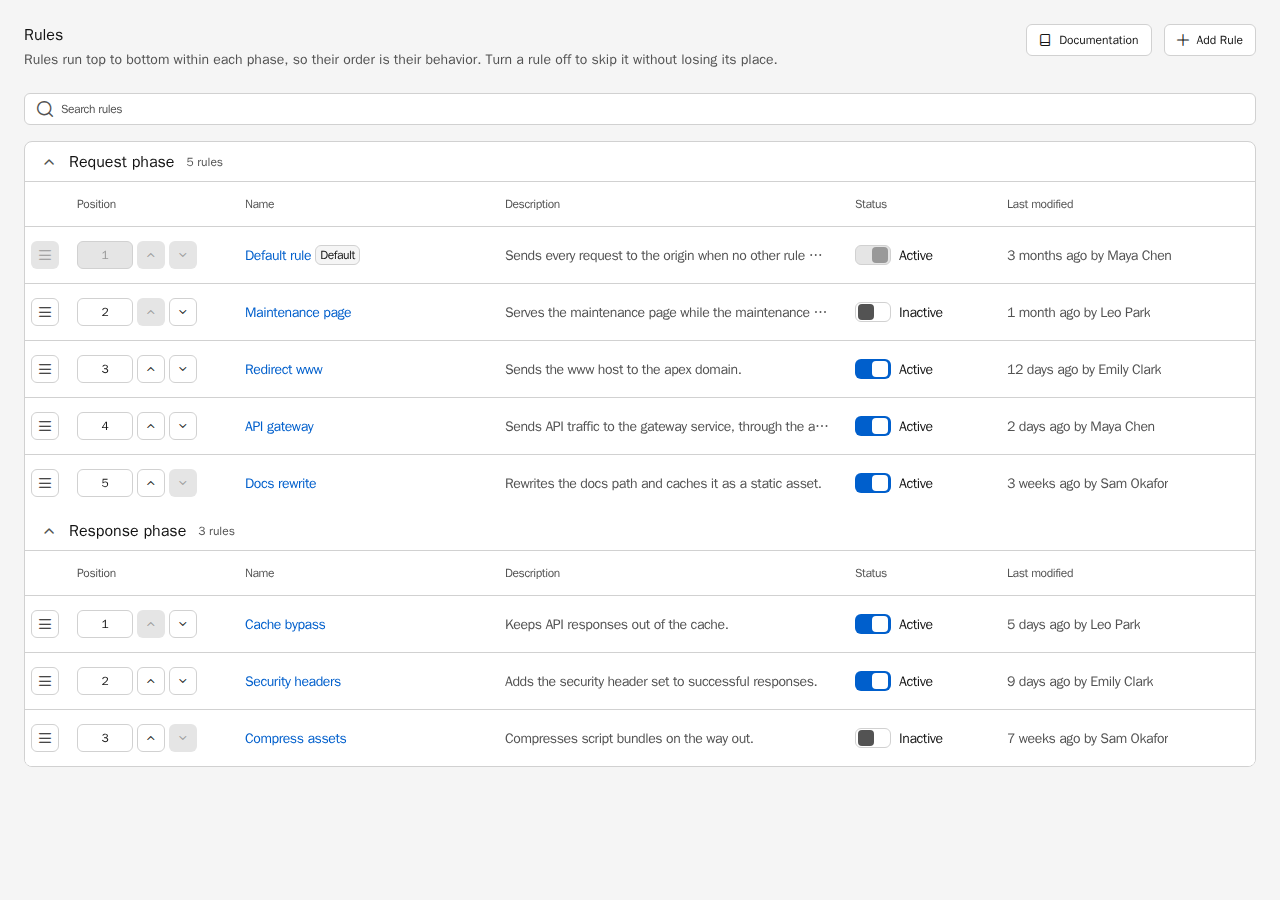 Rules
Rules run top to bottom within each phase, so their order is their behavior. Turn a rule off to skip it without losing its place.
Documentation
Add Rule
Search rules
Request phase 5 rules
Position Name Description Status Last modified
1 Default rule Default Sends every request to the origin when no other rule ··· Active 3 months ago by Maya Chen
2 Maintenance page Serves the maintenance page while the maintenance ··· Inactive 1 month ago by Leo Park
3 Redirect www Sends the www host to the apex domain. Active 12 days ago by Emily Clark
4 API gateway Sends API traffic to the gateway service, through the a··· Active 2 days ago by Maya Chen
5 Docs rewrite Rewrites the docs path and caches it as a static asset. Active 3 weeks ago by Sam Okafor
Response phase 3 rules
Position Name Description Status Last modified
1 Cache bypass Keeps API responses out of the cache. Active 5 days ago by Leo Park
2 Security headers Adds the security header set to successful responses. Active 9 days ago by Emily Clark
3 Compress assets Compresses script bundles on the way out. Inactive 7 weeks ago by Sam Okafor